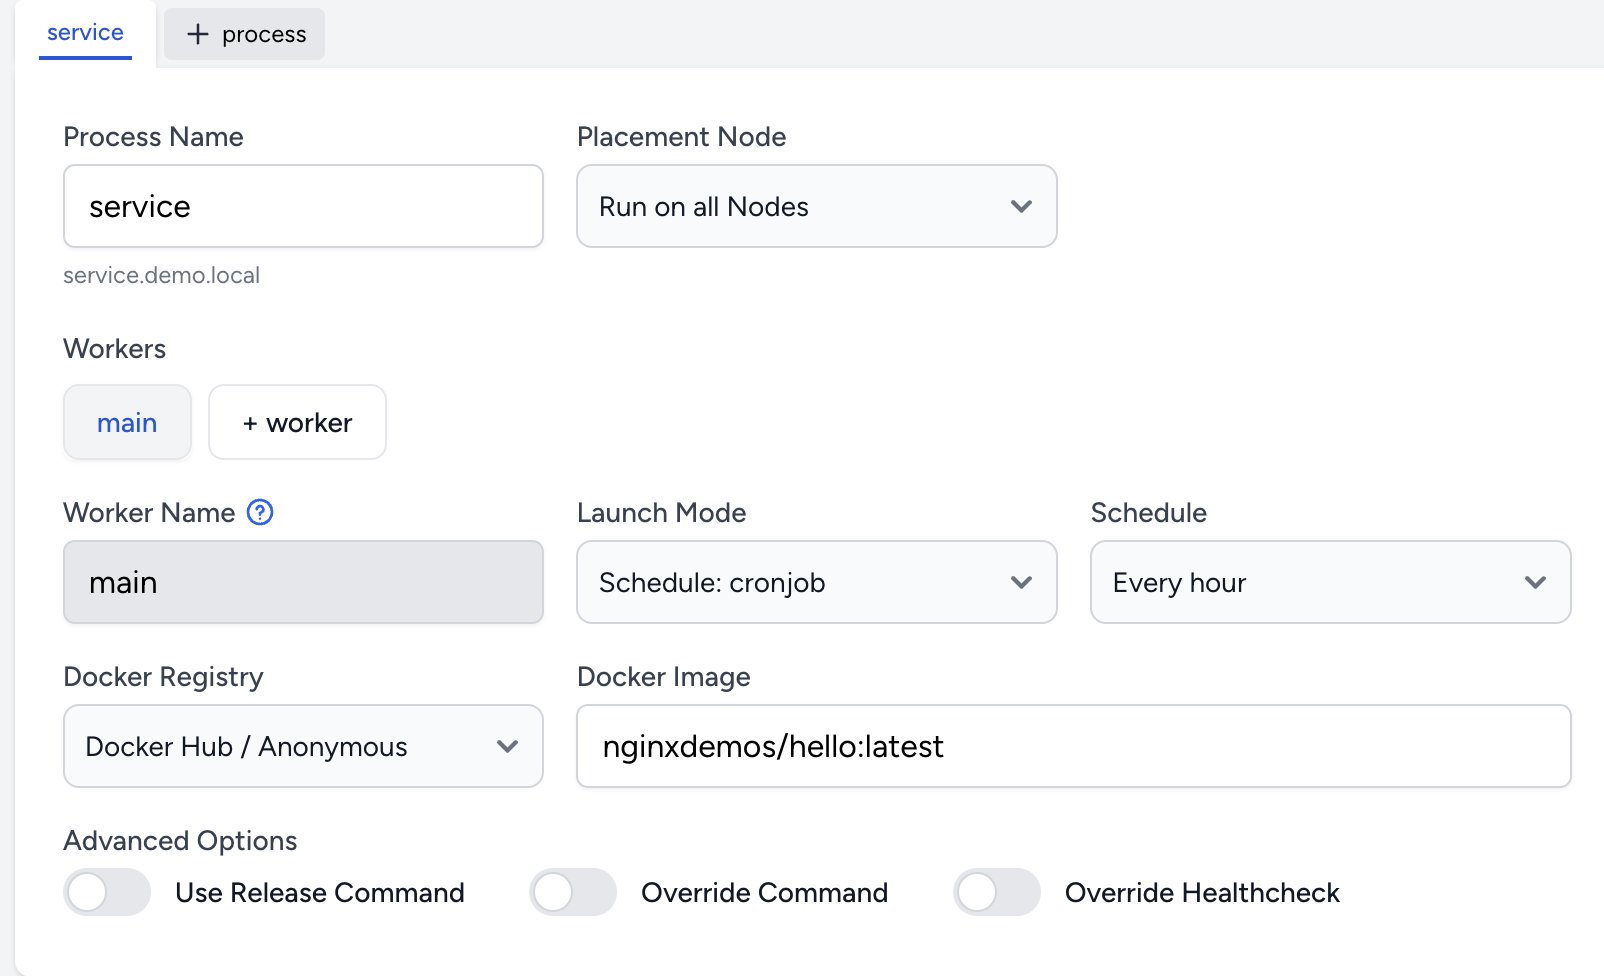 service
process
Process Name
Placement Node
service
Run on all Nodes
service.demo.local
Workers
main
+ worker
Worker Name
Launch Mode
Schedule
main
Schedule: cronjob
Every hour
Docker Registry
Docker Image
Docker Hub / Anonymous
nginxdemos/hello:latest
Advanced Options
Use Release Command
Override Command
Override Healthcheck